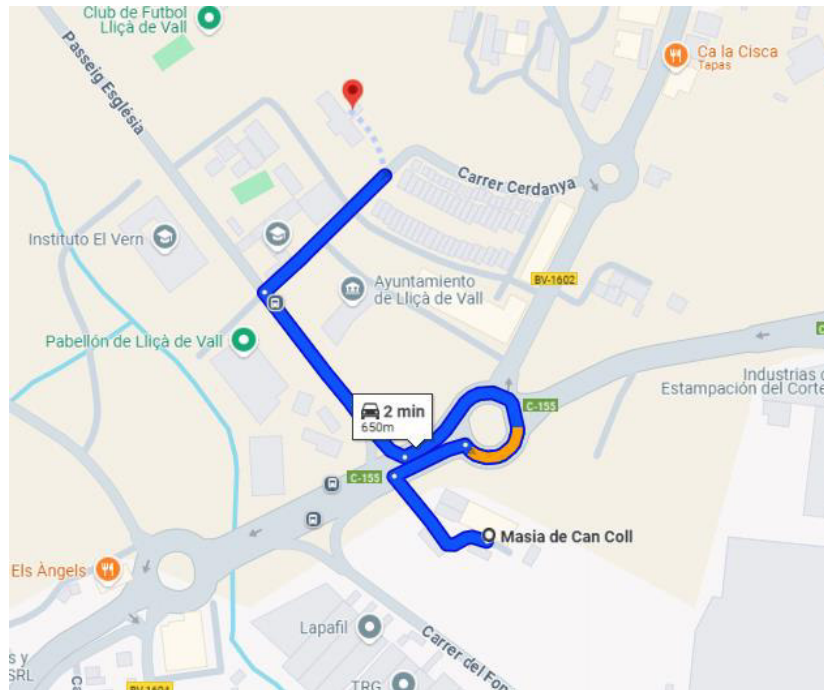 Club de Futbol
Lliçà de Vall
Passeig Església
Ca la Cisca
Tapas
Carrer Cerdanya
Instituto El Vern
Ayuntamiento
de Lliçà de Vall
BV-1602
Pabellón de Lliçà de Vall
Industrias
Estampación del Corte
2 min
650m
C-155
C-155
Masia de Can Coll
Els Àngels
Lapafil
Carrer del Fon
TRG
s y
SRL